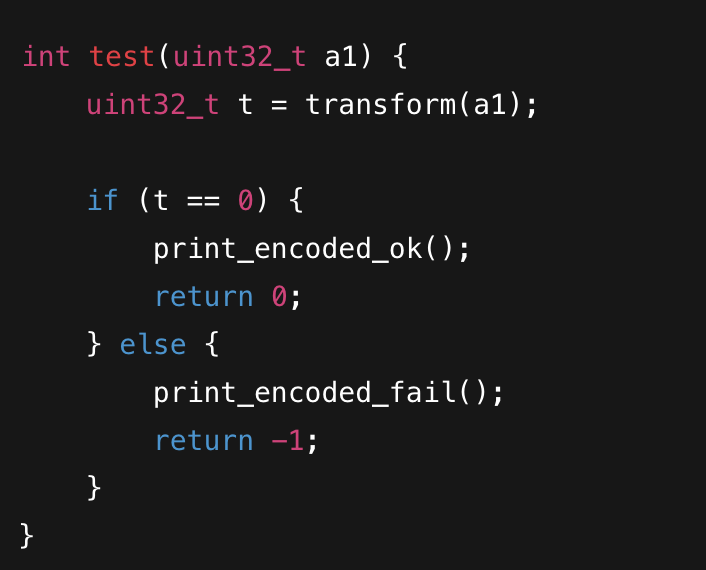 int test(uint32_t a1) {
    uint32_t t = transform(a1);

    if (t == 0) {
        print_encoded_ok();
        return 0;
    } else {
        print_encoded_fail();
        return -1;
    }
}